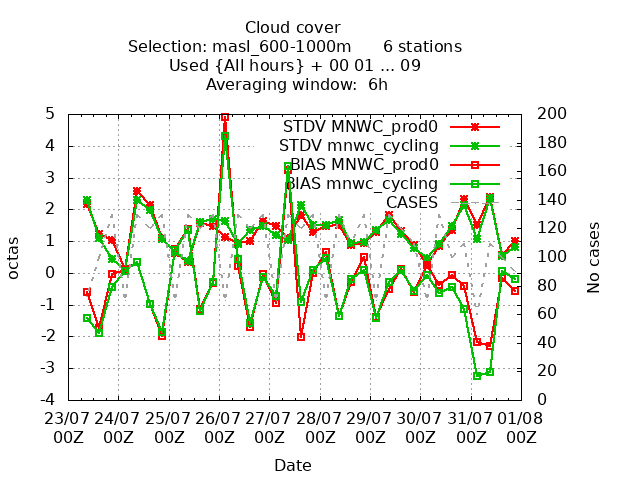 Cloud cover
Selection: masl_600-1000m 6 stations
Used {All hours} + 00 01 ... 09
Averaging window: 6h
STDV MNWC_prod0
STDV mnwc_cycling
BIAS MNWC_prod0
BIAS mnwc_cycling
CASES
octas
5
4
3
2
1
0
-1
-2
-3
-4
No cases
200
180
160
140
120
100
80
60
40
20
0
23/07 24/07 25/07 26/07 27/07 28/07 29/07 30/07 31/07 01/08
00Z 00Z 00Z 00Z 00Z 00Z 00Z 00Z 00Z 00Z
Date